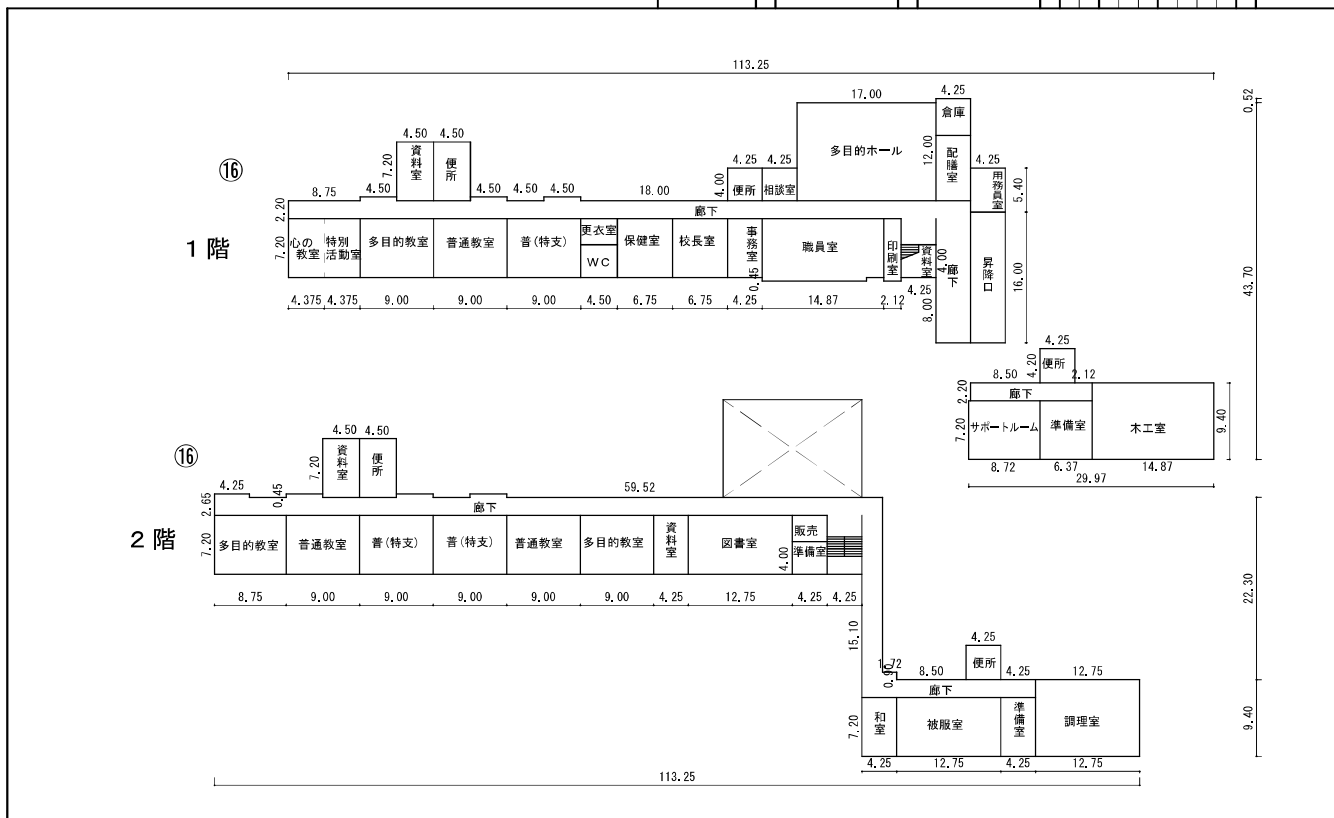 113.25
17.00
4.25
0.52
倉庫
4.50 4.50
⑯
7.20
資料室
便所
多目的ホール
12.00
配膳室
4.25
4.25 4.25
用務員室
5.40
8.75
4.50
4.50 4.50
18.00
4.00
便所
相談室
2.20
廊下
1階
7.20
心の教室
特別活動室
多目的教室
普通教室
普(特支)
更衣室
WC
保健室
校長室
事務室
0.45
職員室
印刷室
資料室
4.00
廊下
昇降口
16.00
43.70
4.375 4.375 9.00 9.00 9.00 4.50 6.75 6.75 4.25 14.87 2.12
4.25
8.00
4.25
4.20
便所
8.50
2.12
2.20
廊下
7.20
サポートルーム
準備室
木工室
9.40
8.72 6.37 14.87
29.97
⑯
4.50 4.50
7.20
資料室
便所
4.25
0.45
59.52
2.65
廊下
2階
7.20
多目的教室
普通教室
普(特支)
普(特支)
普通教室
多目的教室
資料室
図書室
販売
準備室
4.00
8.75 9.00 9.00 9.00 9.00 9.00 4.25 12.75 4.25 4.25
22.30
15.10
4.25
便所
1.72
0.90
8.50
4.25
12.75
廊下
7.20
和室
被服室
準備室
調理室
9.40
4.25 12.75 4.25 12.75
113.25